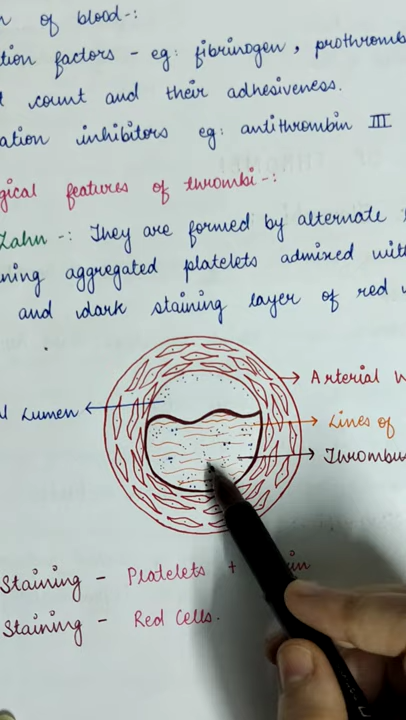 of blood-:
tion factors - eg: fibrinogen, prothromb
count and their adhesiveness.
ation inhibitors eg: antithrombin III
gical features of thrombi-:
Zahn -: They are formed by alternate
ning aggregated platelets admixed wit
and dark staining layer of red
Arterial W
Lumen
Lines of
Thrombu
Staining - Platelets +
Staining - Red Cells.